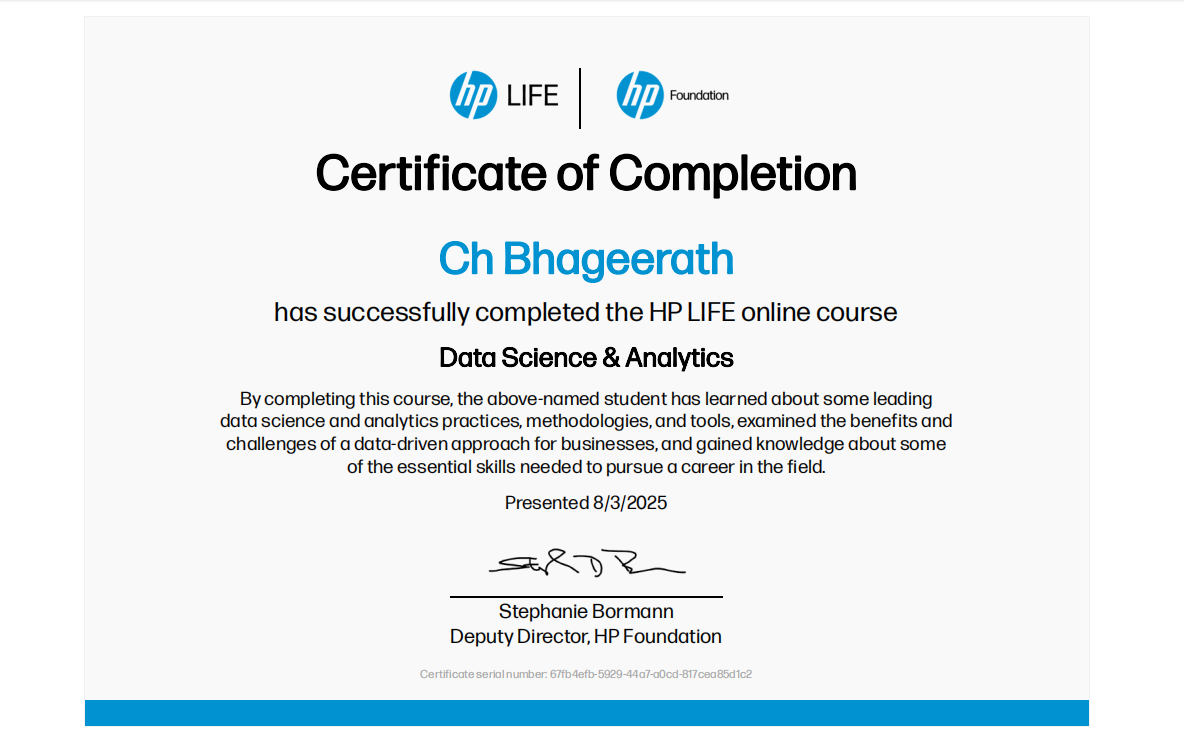 hp LIFE hp Foundation
Certificate of Completion
Ch Bhageerath
has successfully completed the HP LIFE online course
Data Science & Analytics
By completing this course, the above-named student has learned about some leading
data science and analytics practices, methodologies, and tools, examined the benefits and
challenges of a data-driven approach for businesses, and gained knowledge about some
of the essential skills needed to pursue a career in the field.
Presented 8/3/2025
Stephanie Bormann
Deputy Director, HP Foundation
Certificate serial number: 67fb4efb-5929-44a7-a0cd-817cea85d1c2